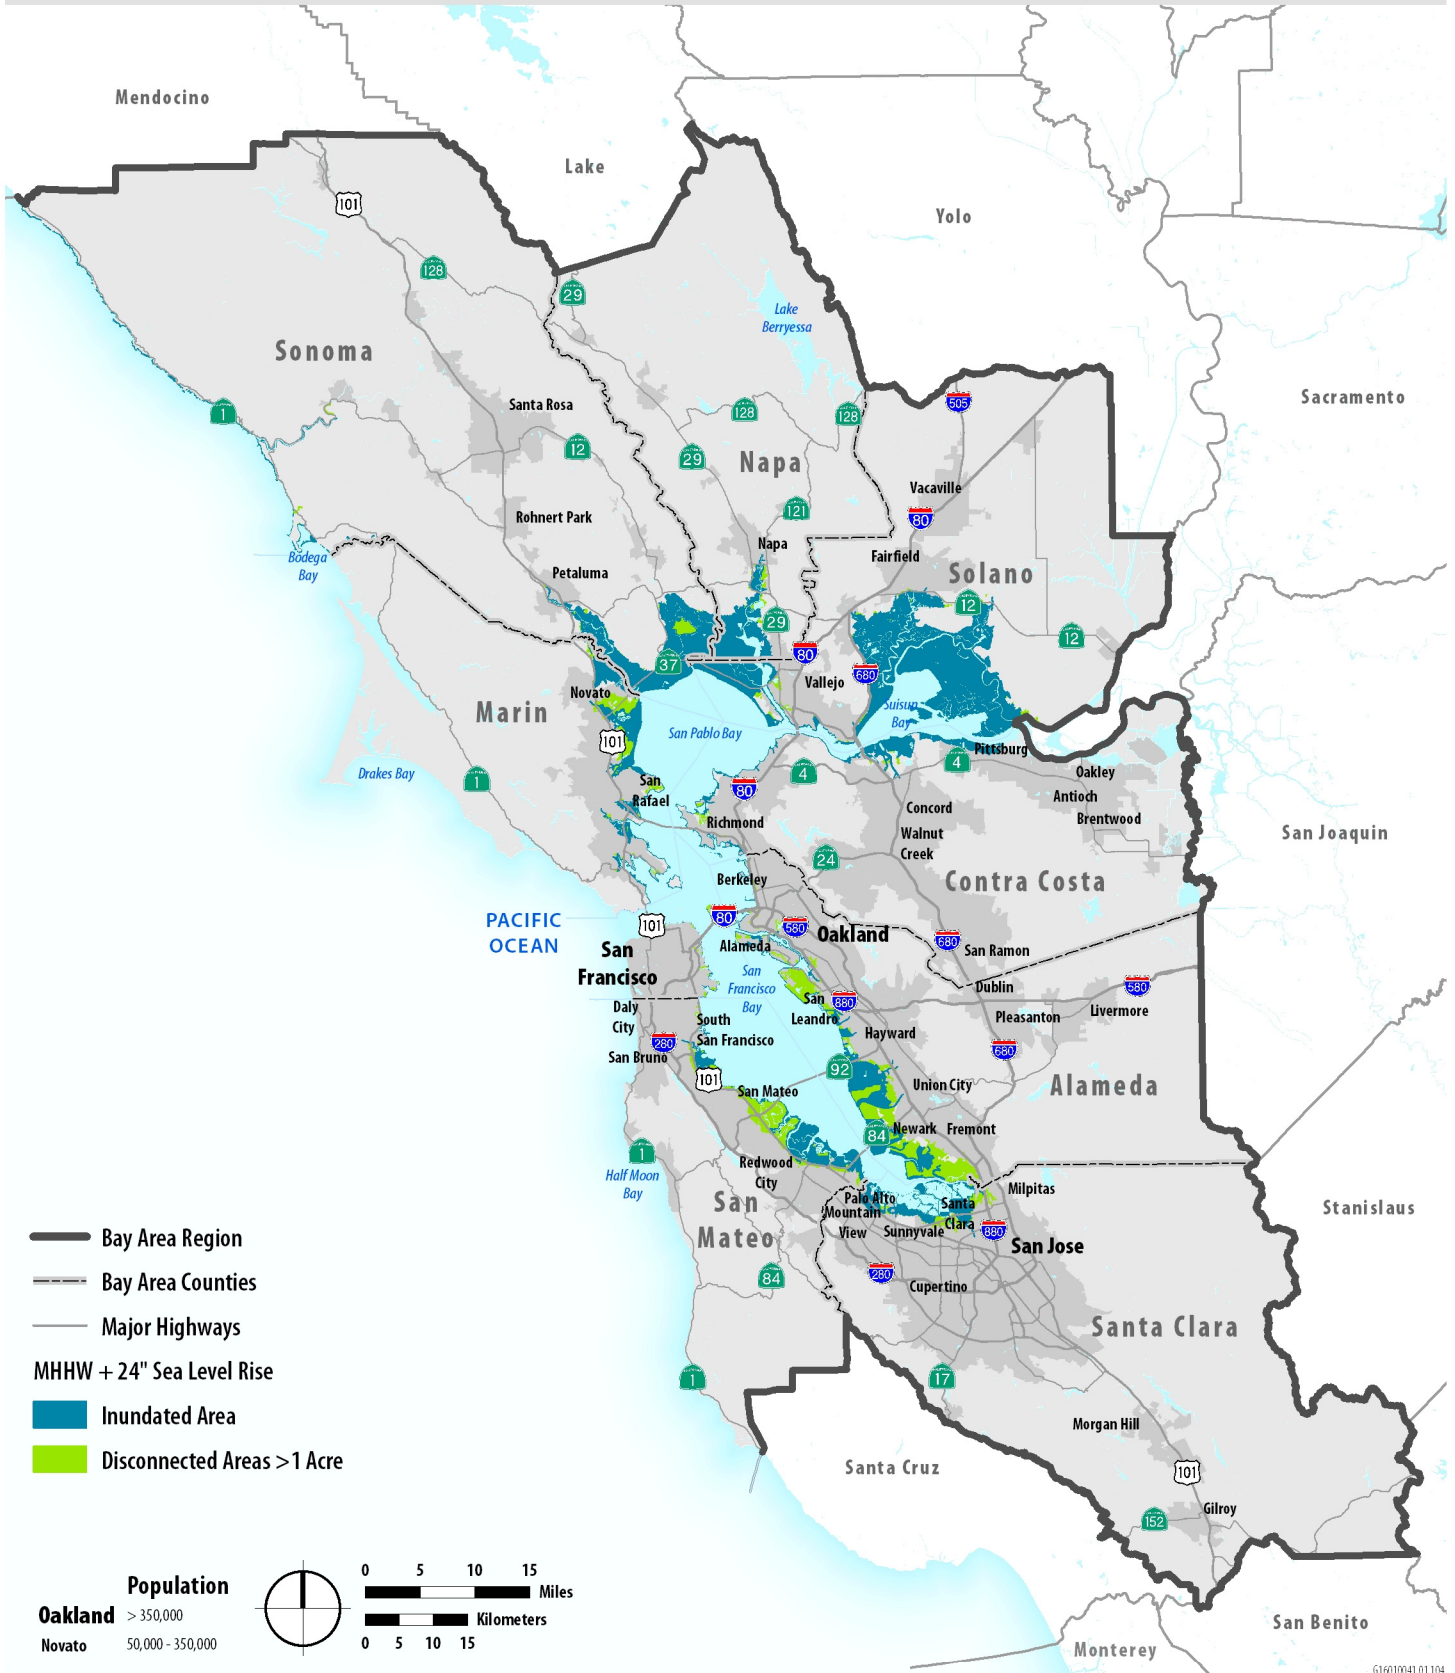 Mendocino
Lake
Yolo
101
128
29
Lake
Berryessa
Sonoma
505
Sacramento
1
Santa Rosa
128
128
12
29
Napa
Vacaville
121
80
Rohnert Park
Napa
Fairfield
Bodega
Bay
Petaluma
Solano
12
29
12
37
80
Vallejo
680
Novato
Suisun
Bay
Marin
San Pablo Bay
101
Pittsburg
4
4
Oakley
Drakes Bay
1
San
Rafael
80
Antioch
Concord
Brentwood
Richmond
Walnut
Creek
San Joaquin
24
Berkeley
Contra Costa
PACIFIC
OCEAN
101
80
580
Oakland
680
San Ramon
San
Francisco
Alameda
San
Francisco
Bay
Dublin
580
San
Leandro
880
Daly
City
Pleasanton
Livermore
South
San Francisco
Hayward
280
San Bruno
680
92
101
San Mateo
Union City
Alameda
84
Newark
Fremont
1
Half Moon
Bay
Redwood
City
San
Mateo
Palo Alto
Mountain
View
Santa
Clara
Milpitas
Sunnyvale
880
San Jose
Stanislaus
84
280
Cupertino
Santa Clara
1
17
Morgan Hill
Santa Cruz
101
152
Gilroy
San Benito
Monterey
Bay Area Region
Bay Area Counties
Major Highways
MHHW + 24" Sea Level Rise
Inundated Area
Disconnected Areas >1 Acre
Population
Oakland > 350,000
Novato 50,000 - 350,000
0 5 10 15
Miles
Kilometers
0 5 10 15
G16010041.01.104